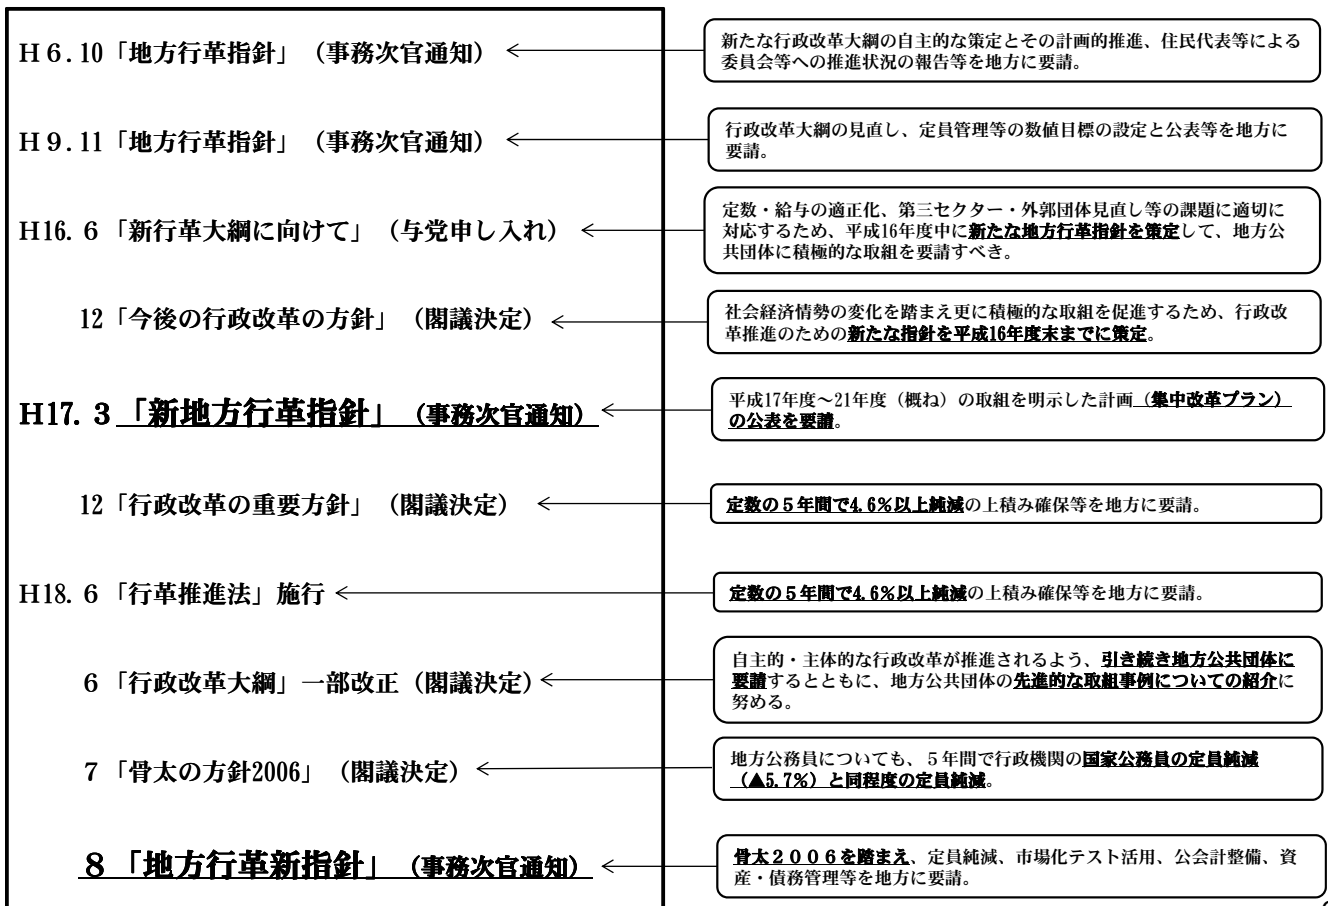 H6.10「地方行革指針」（事務次官通知）
新たな行政改革大綱の自主的な策定とその計画的推進、住民代表等による
委員会等への推進状況の報告等を地方に要請。
H9.11「地方行革指針」（事務次官通知）
行政改革大綱の見直し、定員管理等の数値目標の設定と公表等を地方に
要請。
H16.6「新行革大綱に向けて」（与党申し入れ）
定数・給与の適正化、第三セクター・外郭団体見直し等の課題に適切に
対応するため、平成16年度中に新たな地方行革指針を策定して、地方公
共団体に積極的な取組を要請すべき。
12「今後の行政改革の方針」（閣議決定）
社会経済情勢の変化を踏まえ更に積極的な取組を促進するため、行政改
革推進のための新たな指針を平成16年度末までに策定。
H17.3「新地方行革指針」（事務次官通知）
平成17年度～21年度（概ね）の取組を明示した計画（集中改革プラン）
の公表を要請。
12「行政改革の重要方針」（閣議決定）
定数の５年間で4.6％以上純減の上積み確保等を地方に要請。
H18.6「行革推進法」施行
定数の５年間で4.6％以上純減の上積み確保等を地方に要請。
6「行政改革大綱」一部改正（閣議決定）
自主的・主体的な行政改革が推進されるよう、引き続き地方公共団体に
要請するとともに、地方公共団体の先進的な取組事例についての紹介に
努める。
7「骨太の方針2006」（閣議決定）
地方公務員についても、５年間で行政機関の国家公務員の定員純減
（▲5.7％）と同程度の定員純減。
8「地方行革新指針」（事務次官通知）
骨太２００６を踏まえ、定員純減、市場化テスト活用、公会計整備、資
産・債務管理等を地方に要請。